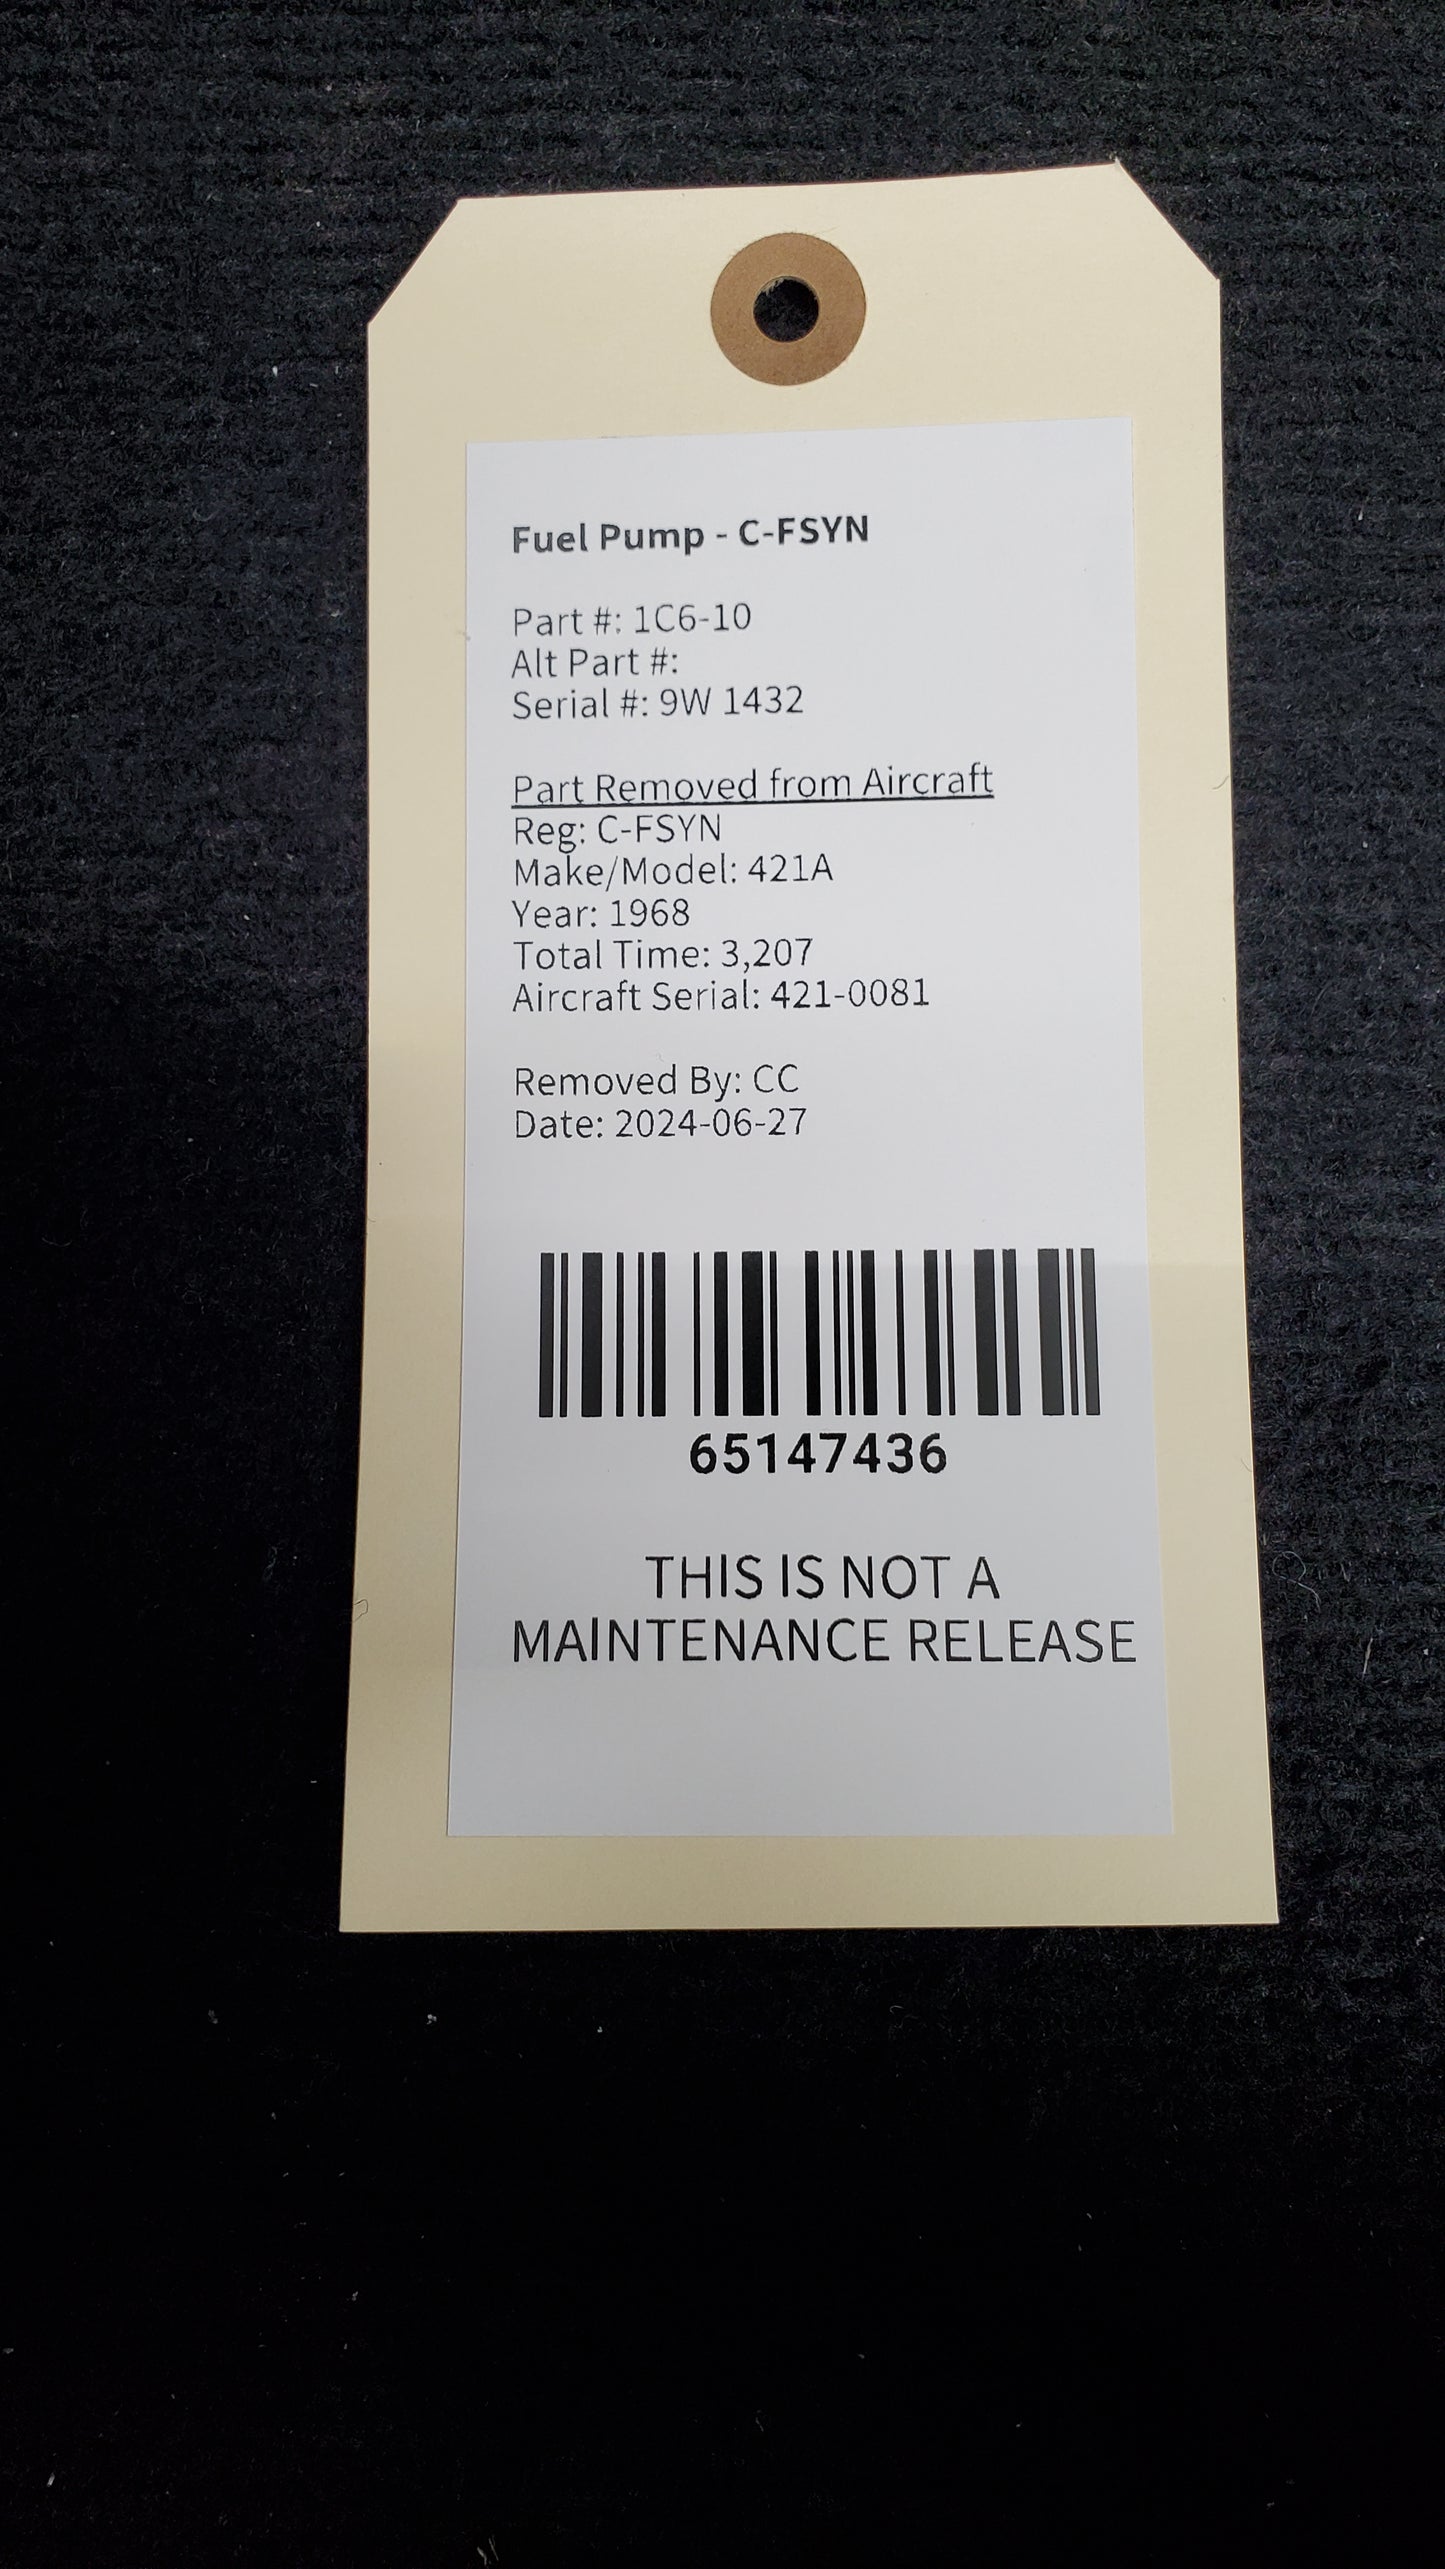 Fuel Pump - C-FSYN
Part #: 1C6-10
Alt Part #:
Serial #: 9W 1432
Part Removed from Aircraft
Reg: C-FSYN
Make/Model: 421A
Year: 1968
Total Time: 3,207
Aircraft Serial: 421-0081
Removed By: CC
Date: 2024-06-27
65147436
THIS IS NOT A
MAINTENANCE RELEASE